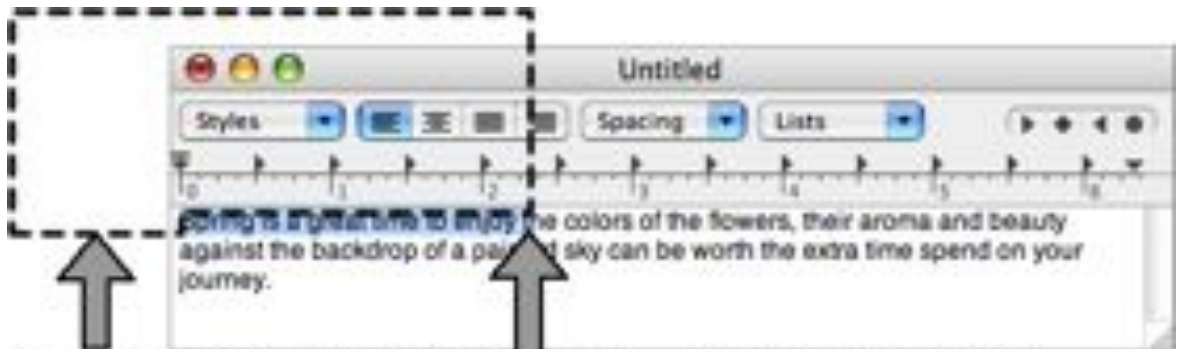 Untitled
Styles Spacing Lists
0 1 2 3 4 5 6
Spring is a great time to enjoy the colors of the flowers, their aroma and beauty
against the backdrop of a painted sky can be worth the extra time spend on your
journey.